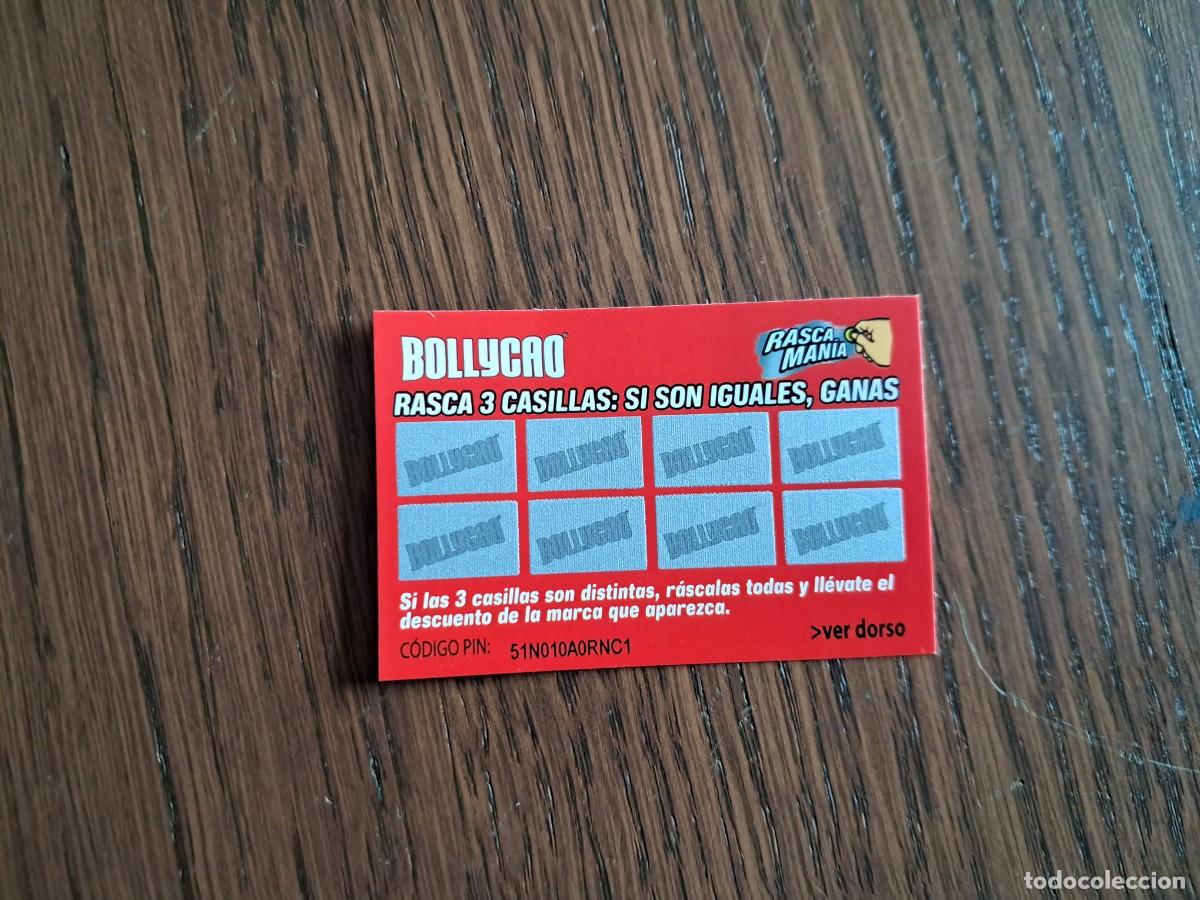 BOLLYCAO
RASCA
MANÍA
RASCA 3 CASILLAS: SI SON IGUALES, GANAS
BOLLYCAO BOLLYCAO BOLLYCAO BOLLYCAO
BOLLYCAO BOLLYCAO BOLLYCAO BOLLYCAO
Si las 3 casillas son distintas, ráscalas todas y llévate el
descuento de la marca que aparezca.
CÓDIGO PIN: 51N010A0RNC1 >ver dorso
todocoleccion